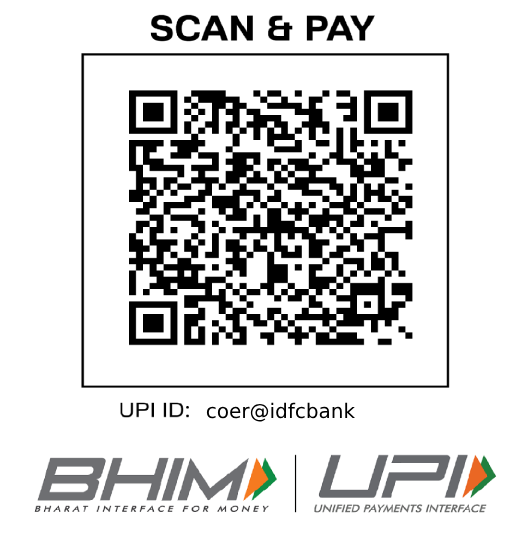 SCAN & PAY
UPI ID: coer@idfcbank
BHIM
BHARAT INTERFACE FOR MONEY
UPI
UNIFIED PAYMENTS INTERFACE